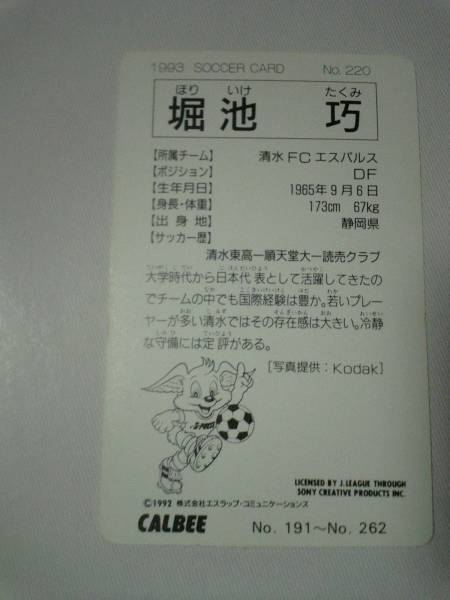 1993 SOCCER CARD No. 220
ほり いけ たくみ
堀池 巧
【所属チーム】 清水FCエスパルス
【ポジション】 DF
【生年月日】 1965年9月6日
【身長・体重】 173cm 67kg
【出身地】 静岡県
【サッカー歴】
清水東高ー順天堂大ー読売クラブ
大学時代から日本代表として活躍してきたの
でチームの中でも国際経験は豊か。若いプレー
ヤーが多い清水ではその存在感は大きい。冷静
な守備には定評がある。
[写真提供：Kodak]
LICENSED BY J.LEAGUE THROUGH
SONY CREATIVE PRODUCTS INC.
©1992 株式会社エスラップ・コミュニケーションズ
CALBEE No. 191〜No. 262